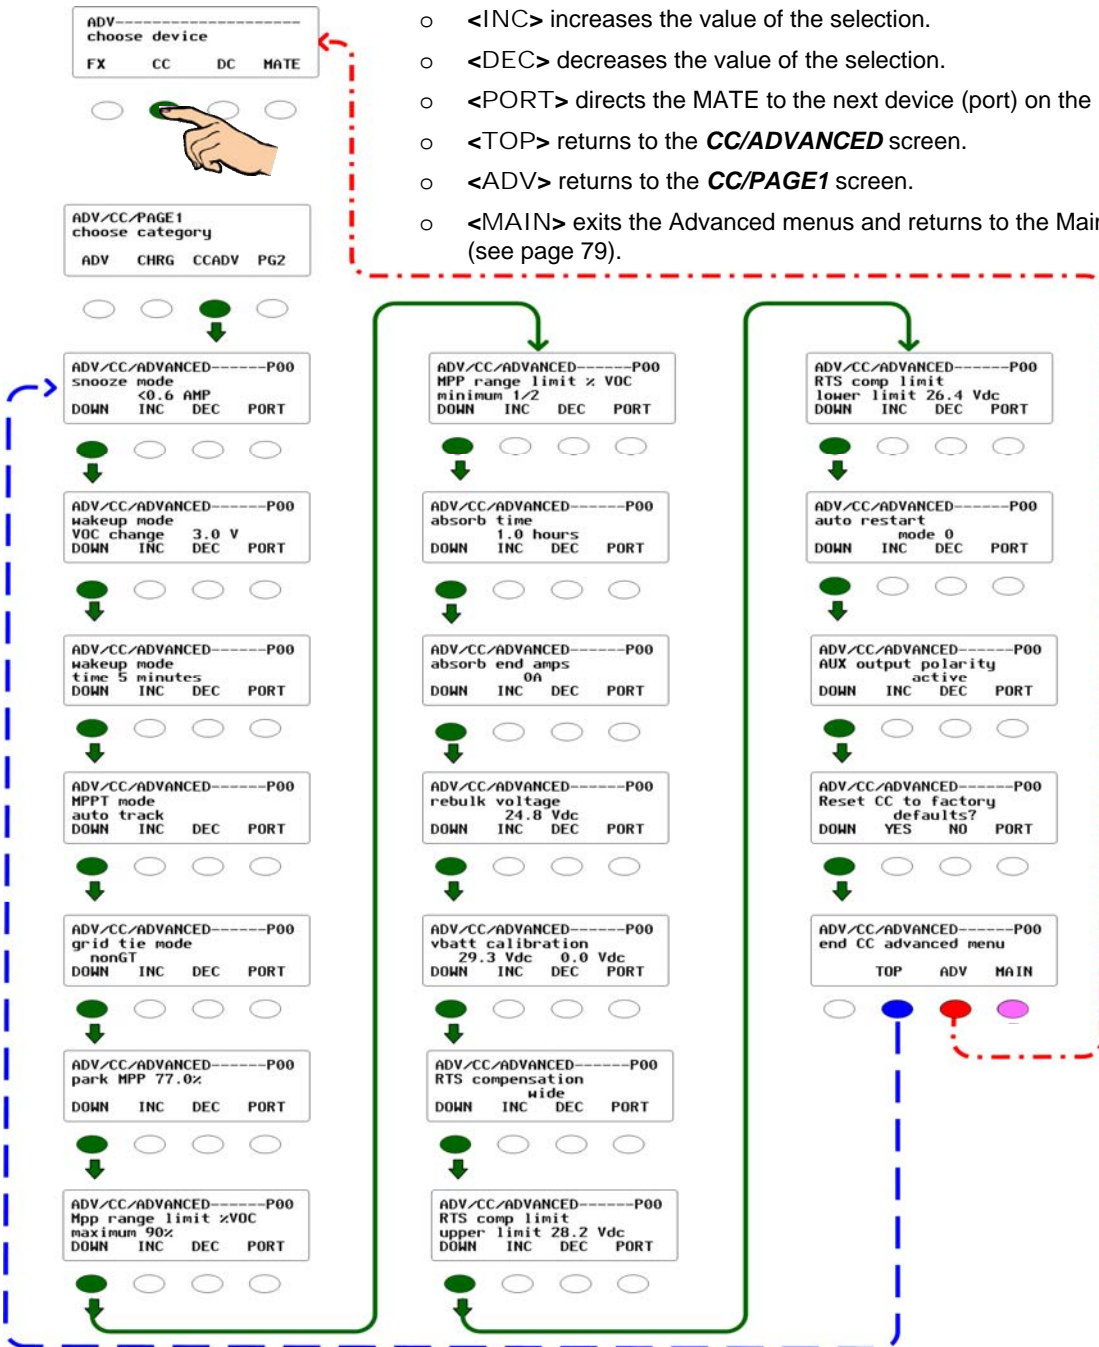 ADV---------------------
choose device
FX CC DC MATE
o <INC> increases the value of the selection.
o <DEC> decreases the value of the selection.
o <PORT> directs the MATE to the next device (port) on the
o <TOP> returns to the CC/ADVANCED screen.
o <ADV> returns to the CC/PAGE1 screen.
o <MAIN> exits the Advanced menus and returns to the Main
(see page 79).
ADV/CC/PAGE1
choose category
ADV CHRG CCADV PG2
ADV/CC/ADVANCED------P00
snooze mode
<0.6 AMP
DOWN INC DEC PORT
ADV/CC/ADVANCED------P00
wakeup mode
VOC change 3.0 V
DOWN INC DEC PORT
ADV/CC/ADVANCED------P00
wakeup mode
time 5 minutes
DOWN INC DEC PORT
ADV/CC/ADVANCED------P00
MPPT mode
auto track
DOWN INC DEC PORT
ADV/CC/ADVANCED------P00
grid tie mode
nonGT
DOWN INC DEC PORT
ADV/CC/ADVANCED------P00
park MPP 77.0%
DOWN INC DEC PORT
ADV/CC/ADVANCED------P00
Mpp range limit %VOC
maximum 90%
DOWN INC DEC PORT
ADV/CC/ADVANCED------P00
MPP range limit % VOC
minimum 1/2
DOWN INC DEC PORT
ADV/CC/ADVANCED------P00
absorb time
1.0 hours
DOWN INC DEC PORT
ADV/CC/ADVANCED------P00
absorb end amps
0A
DOWN INC DEC PORT
ADV/CC/ADVANCED------P00
rebulk voltage
24.8 Vdc
DOWN INC DEC PORT
ADV/CC/ADVANCED------P00
vbatt calibration
29.3 Vdc 0.0 Vdc
DOWN INC DEC PORT
ADV/CC/ADVANCED------P00
RTS compensation
wide
DOWN INC DEC PORT
ADV/CC/ADVANCED------P00
RTS comp limit
upper limit 28.2 Vdc
DOWN INC DEC PORT
ADV/CC/ADVANCED------P00
RTS comp limit
lower limit 26.4 Vdc
DOWN INC DEC PORT
ADV/CC/ADVANCED------P00
auto restart
mode 0
DOWN INC DEC PORT
ADV/CC/ADVANCED------P00
AUX output polarity
active
DOWN INC DEC PORT
ADV/CC/ADVANCED------P00
Reset CC to factory
defaults?
DOWN YES NO PORT
ADV/CC/ADVANCED------P00
end CC advanced menu
TOP ADV MAIN